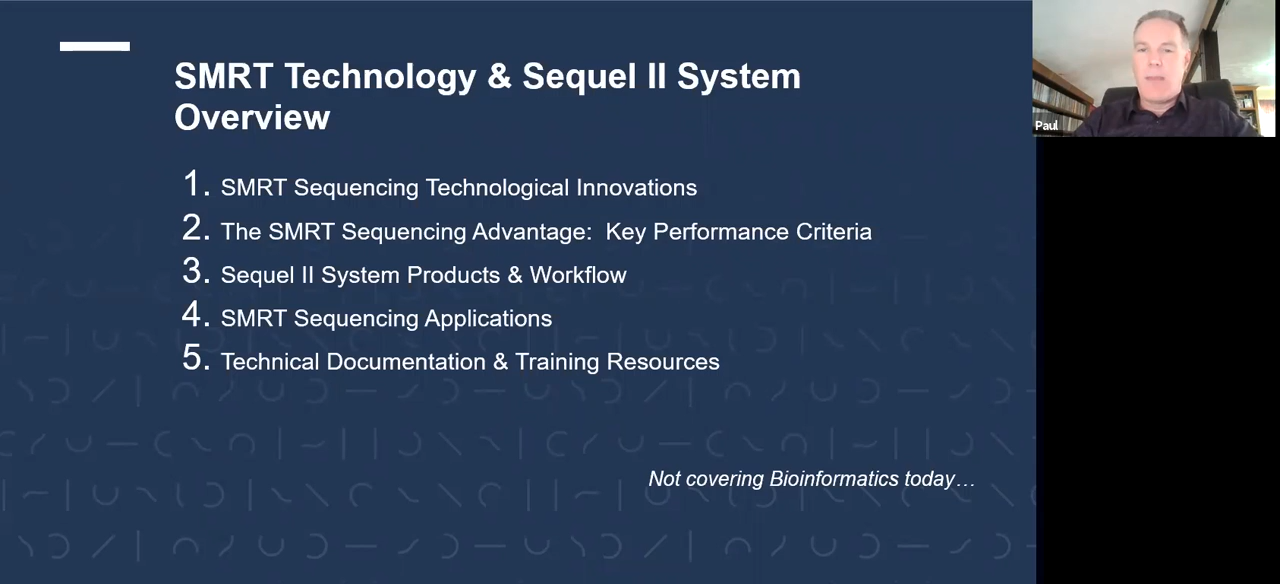 SMRT Technology & Sequel II System
Overview
1. SMRT Sequencing Technological Innovations
2. The SMRT Sequencing Advantage: Key Performance Criteria
3. Sequel II System Products & Workflow
4. SMRT Sequencing Applications
5. Technical Documentation & Training Resources
Not covering Bioinformatics today…
Paul